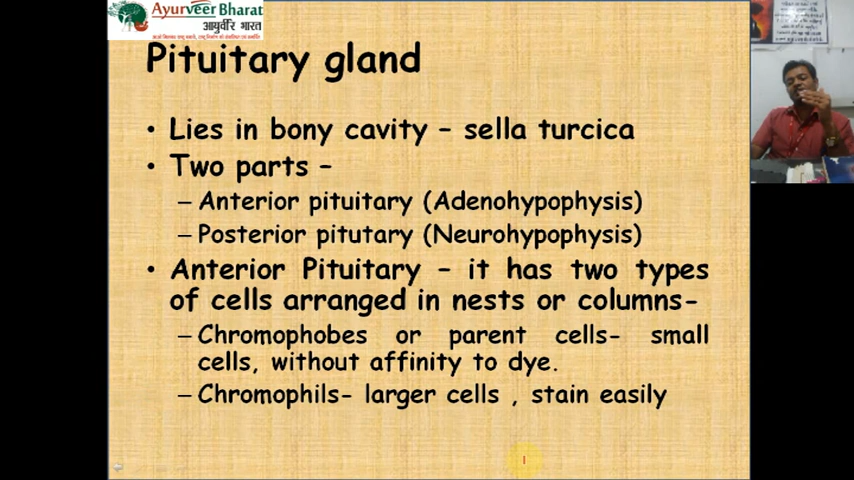 Ayurveer Bharat
आयुर्वीर भारत
Pituitary gland
• Lies in bony cavity – sella turcica
• Two parts –
– Anterior pituitary (Adenohypophysis)
– Posterior pitutary (Neurohypophysis)
• Anterior Pituitary – it has two types
of cells arranged in nests or columns-
– Chromophobes or parent cells- small
cells, without affinity to dye.
– Chromophils- larger cells , stain easily